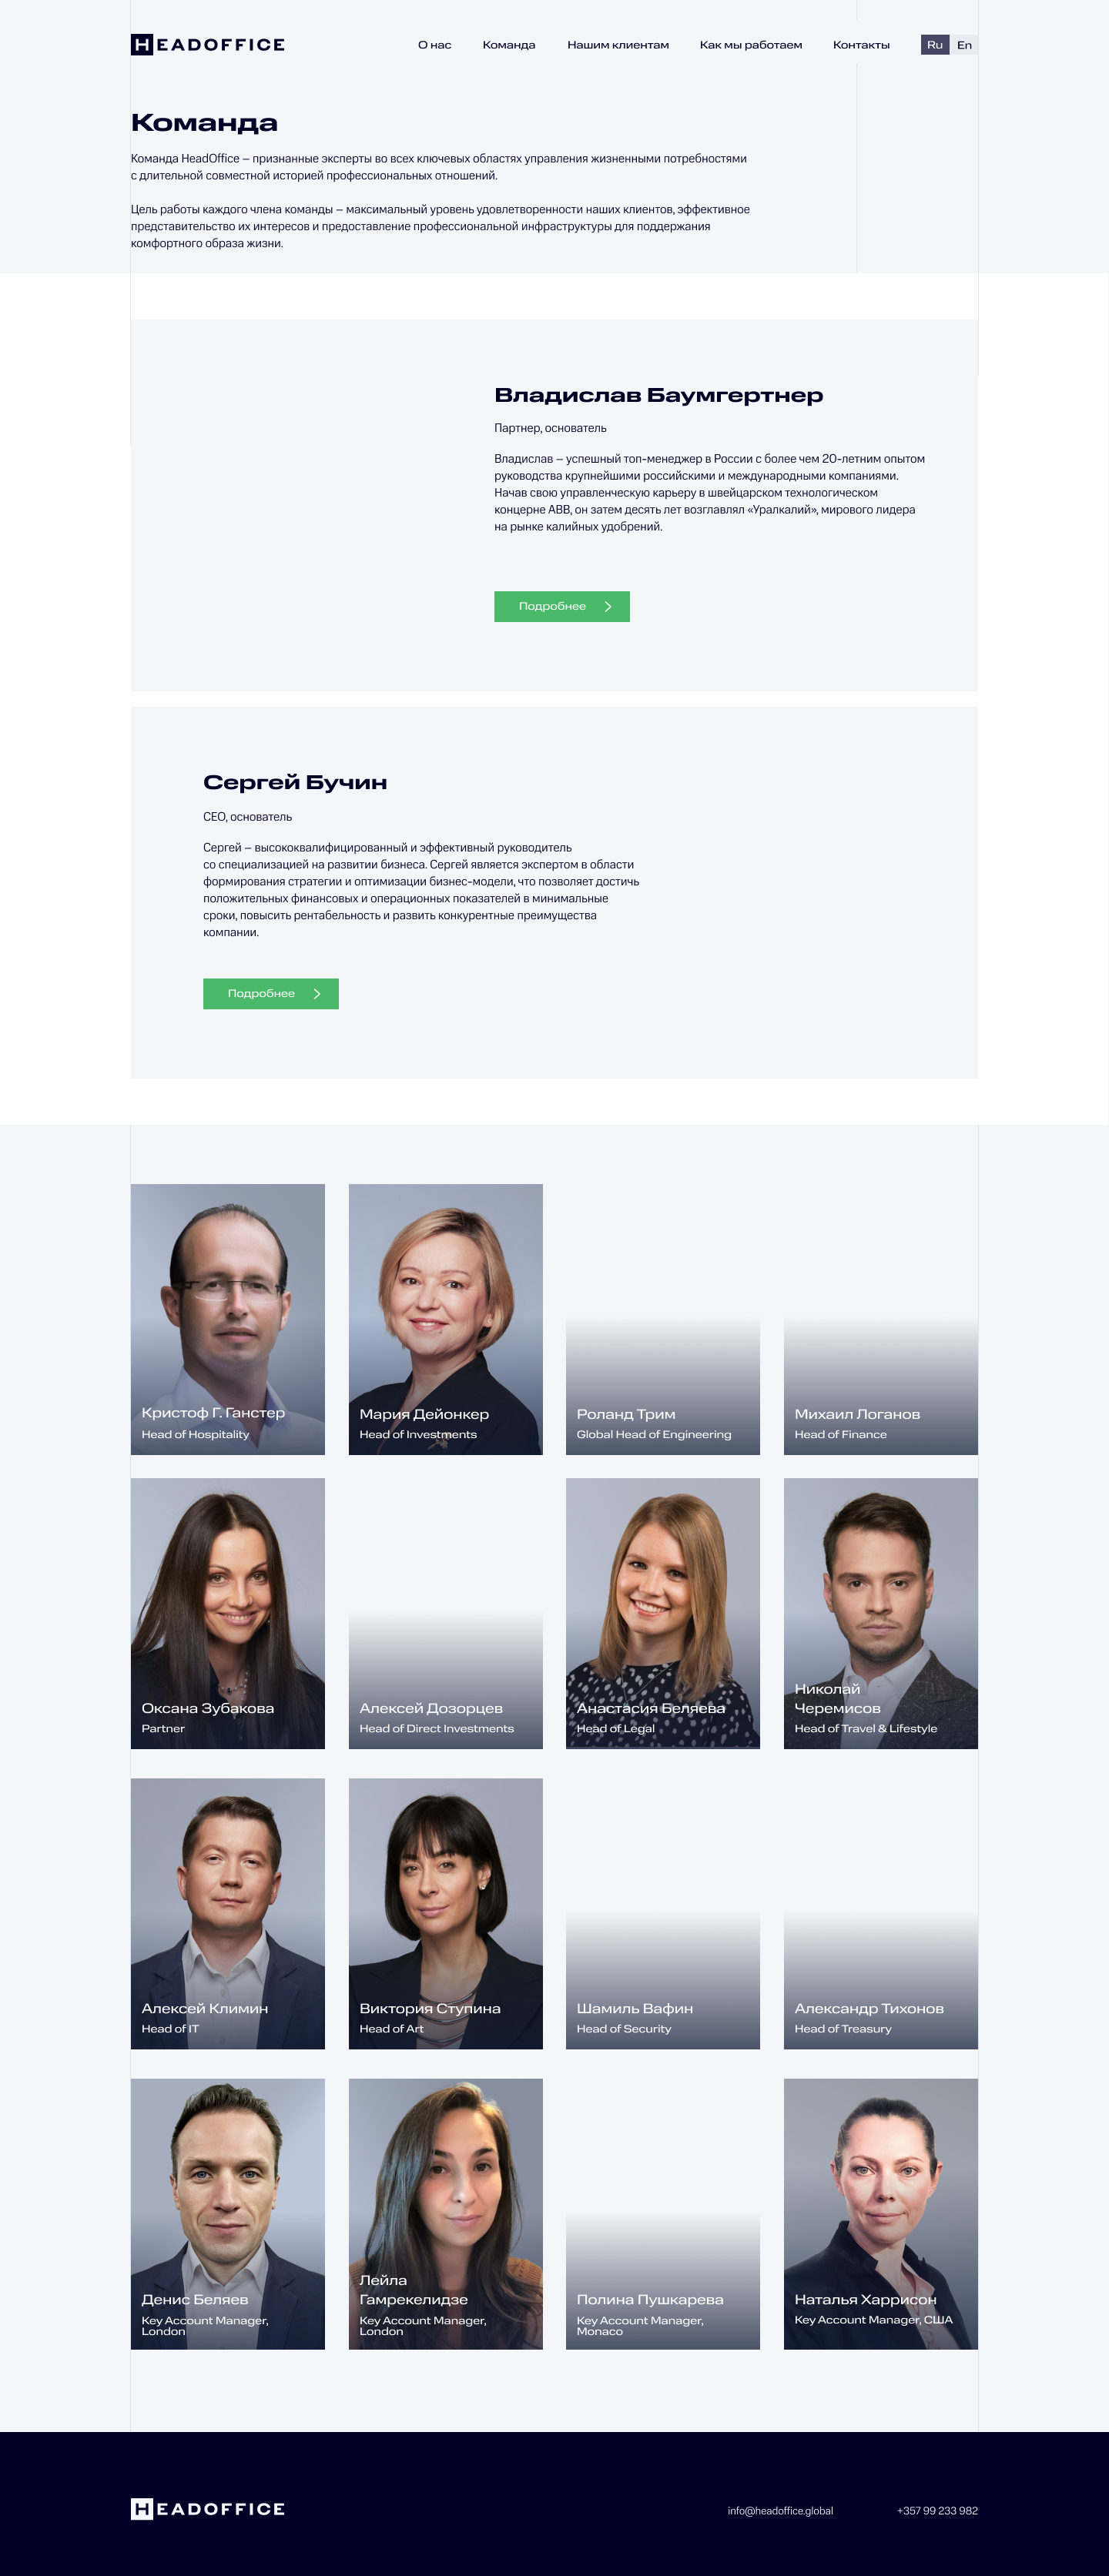 HEADOFFICE
О нас Команда Нашим клиентам Как мы работаем Контакты Ru En
Команда
Команда HeadOffice – признанные эксперты во всех ключевых областях управления жизненными потребностями
с длительной совместной историей профессиональных отношений.
Цель работы каждого члена команды – максимальный уровень удовлетворенности наших клиентов, эффективное
представительство их интересов и предоставление профессиональной инфраструктуры для поддержания
комфортного образа жизни.
Владислав Баумгертнер
Партнер, основатель
Владислав – успешный топ-менеджер в России с более чем 20-летним опытом
руководства крупнейшими российскими и международными компаниями.
Начав свою управленческую карьеру в швейцарском технологическом
концерне ABB, он затем десять лет возглавлял «Уралкалий», мирового лидера
на рынке калийных удобрений.
Подробнее
Сергей Бучин
CEO, основатель
Сергей – высококвалифицированный и эффективный руководитель
со специализацией на развитии бизнеса. Сергей является экспертом в области
формирования стратегии и оптимизации бизнес-модели, что позволяет достичь
положительных финансовых и операционных показателей в минимальные
сроки, повысить рентабельность и развить конкурентные преимущества
компании.
Подробнее
Кристоф Г. Ганстер
Head of Hospitality
Мария Дейонкер
Head of Investments
Роланд Трим
Global Head of Engineering
Михаил Логанов
Head of Finance
Оксана Зубакова
Partner
Алексей Дозорцев
Head of Direct Investments
Анастасия Беляева
Head of Legal
Николай
Черемисов
Head of Travel & Lifestyle
Алексей Климин
Head of IT
Виктория Ступина
Head of Art
Шамиль Вафин
Head of Security
Александр Тихонов
Head of Treasury
Денис Беляев
Key Account Manager,
London
Лейла
Гамрекелидзе
Key Account Manager,
London
Полина Пушкарева
Key Account Manager,
Monaco
Наталья Харрисон
Key Account Manager, США
HEADOFFICE
info@headoffice.global +357 99 233 982